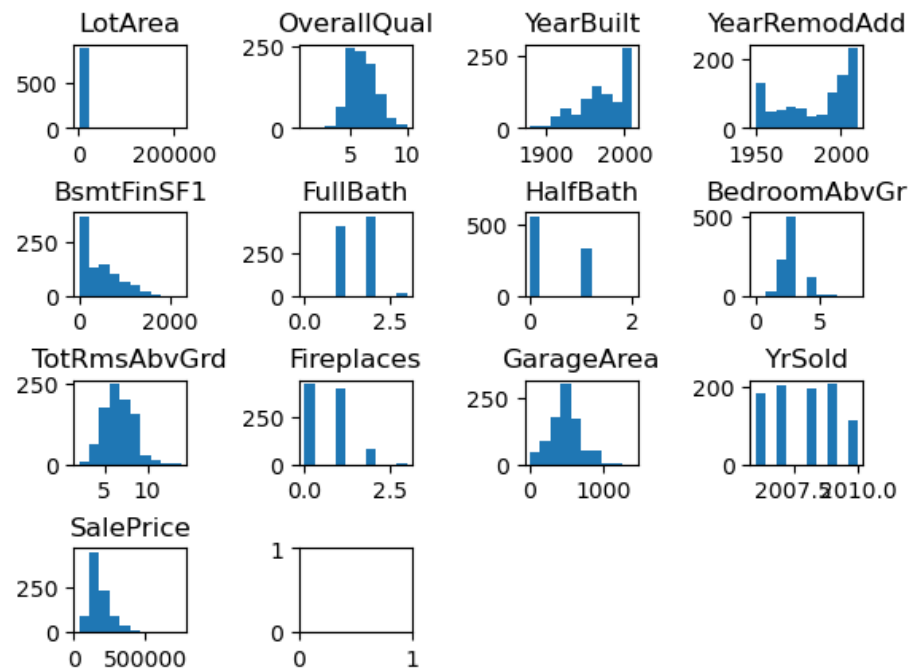 LotArea OverallQual YearBuilt YearRemodAdd
500 250 250 200
0 0 0 0
0 200000 5 10 1900 2000 1950 2000
BsmtFinSF1 FullBath HalfBath BedroomAbvGr
250 250 500 500
0 0 0 0
0 2000 0.0 2.5 0 2 0 5
TotRmsAbvGrd Fireplaces GarageArea YrSold
250 250 250 200
0 0 0 0
5 10 0.0 2.5 0 1000 2007.5 2010.0
SalePrice
250 1
0 0
0 500000 0 1